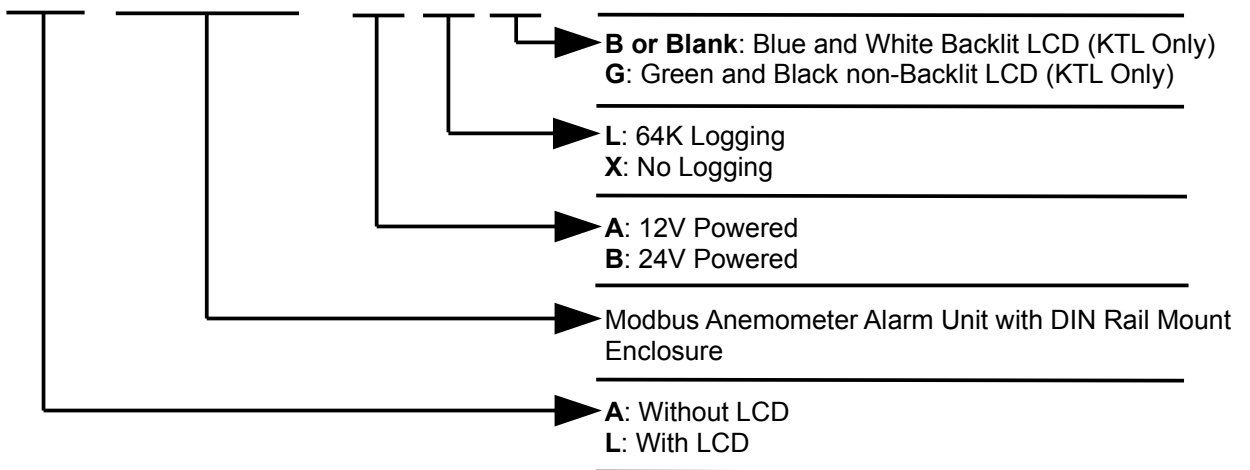 B or Blank: Blue and White Backlit LCD (KTL Only)
G: Green and Black non-Backlit LCD (KTL Only)
L: 64K Logging
X: No Logging
A: 12V Powered
B: 24V Powered
Modbus Anemometer Alarm Unit with DIN Rail Mount
Enclosure
A: Without LCD
L: With LCD